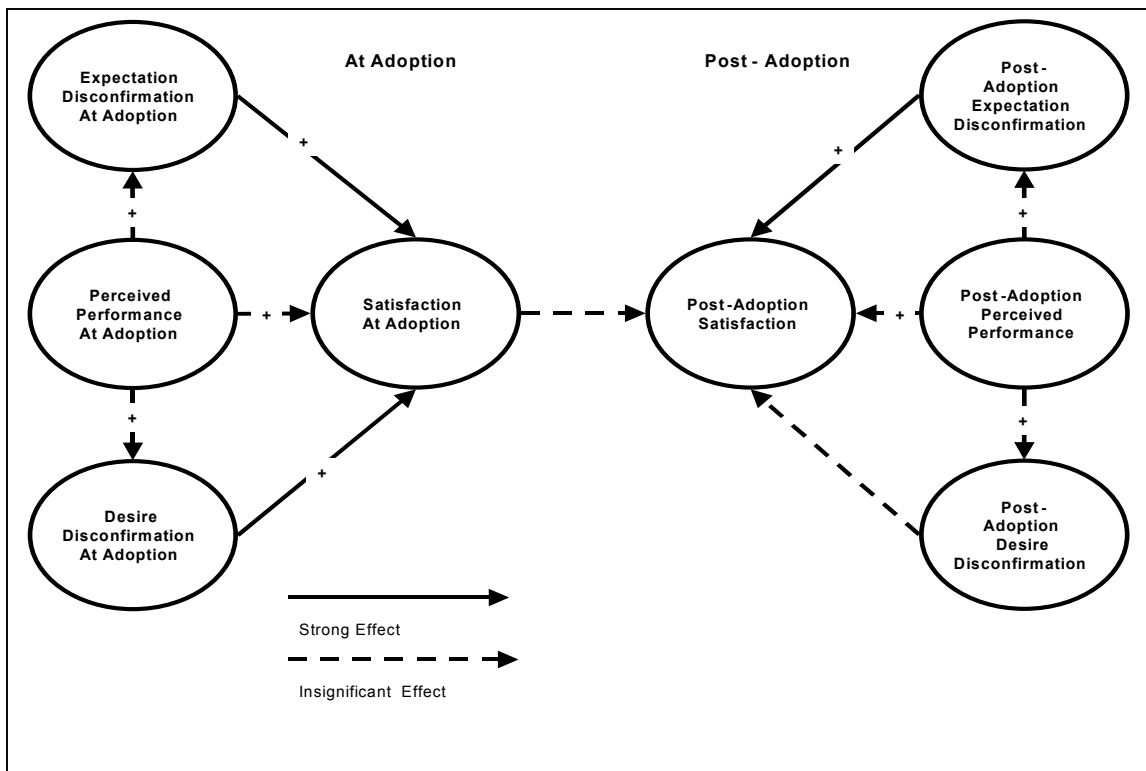 At Adoption
Post - Adoption
Expectation
Disconfirmation
At Adoption
+
+
Perceived
Performance
At Adoption
+
Satisfaction
At Adoption
+
Desire
Disconfirmation
At Adoption
+
Post -
Adoption
Expectation
Disconfirmation
+
+
Post-Adoption
Satisfaction
+
Post-Adoption
Perceived
Performance
+
Post -
Adoption
Desire
Disconfirmation
Strong Effect
Insignificant Effect